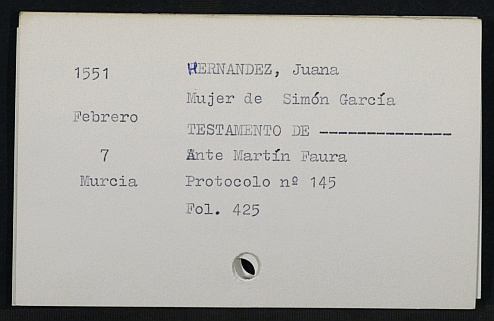 1551
Febrero
7
Murcia
HERNANDEZ, Juana
Mujer de Simón García
TESTAMENTO DE ---------------
Ante Martín Faura
Protocolo nº 145
Fol. 425